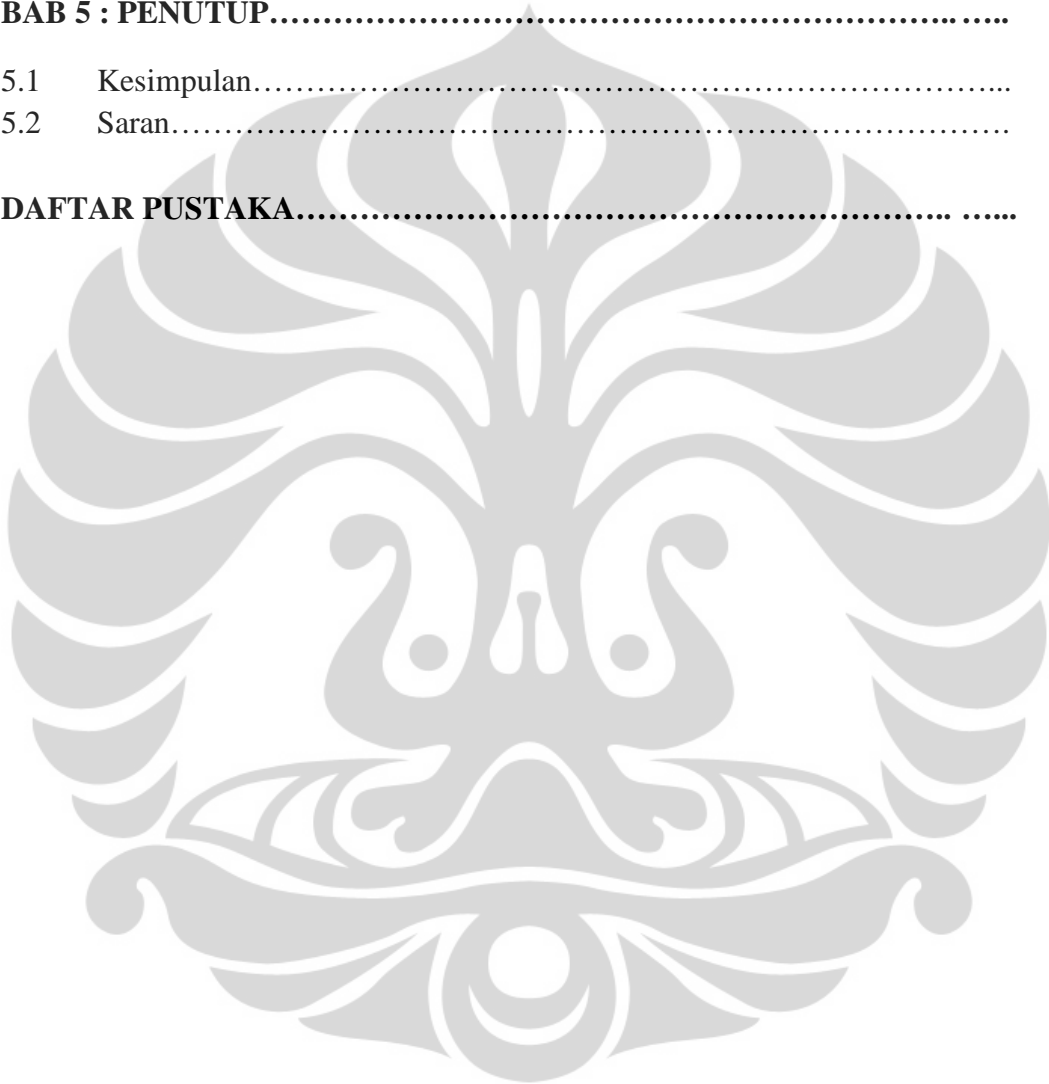 BAB 5 : PENUTUP……………………………………………………….. …..
5.1 Kesimpulan……………………………………………………………...
5.2 Saran…………………………………………………………………….
DAFTAR PUSTAKA…………………………………………………….. …...